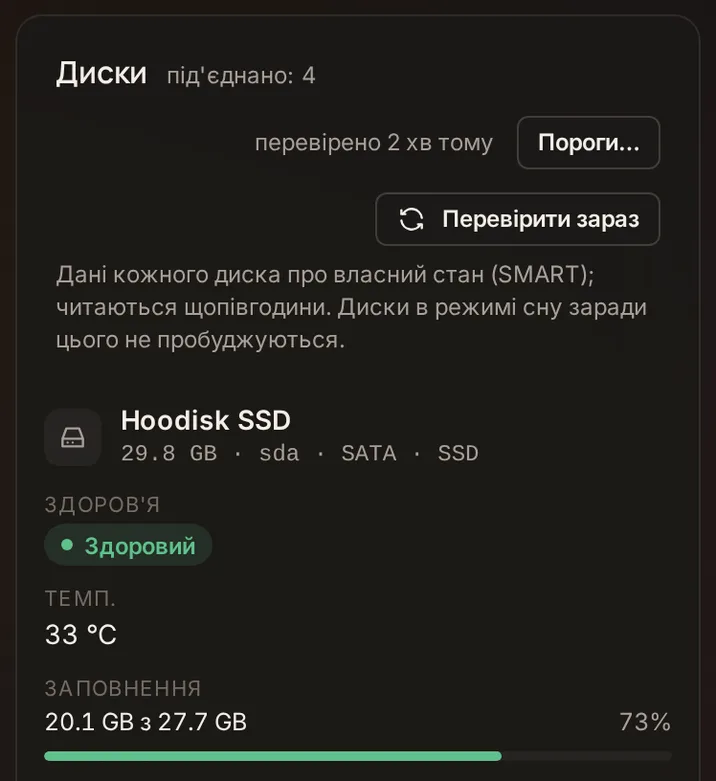 Диски під'єднано: 4
перевірено 2 хв тому Пороги...
Перевірити зараз
Дані кожного диска про власний стан (SMART);
читаються щопівгодини. Диски в режимі сну заради
цього не пробуджуються.
Hoodisk SSD
29.8 GB · sda · SATA · SSD
ЗДОРОВ'Я
Здоровий
ТЕМП.
33 °C
ЗАПОВНЕННЯ
20.1 GB з 27.7 GB 73%